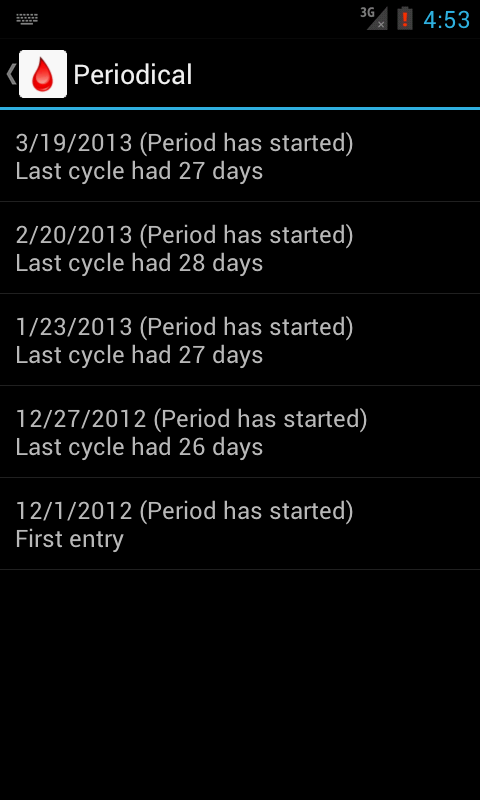 3G
4:53
Periodical
3/19/2013 (Period has started)
Last cycle had 27 days
2/20/2013 (Period has started)
Last cycle had 28 days
1/23/2013 (Period has started)
Last cycle had 27 days
12/27/2012 (Period has started)
Last cycle had 26 days
12/1/2012 (Period has started)
First entry